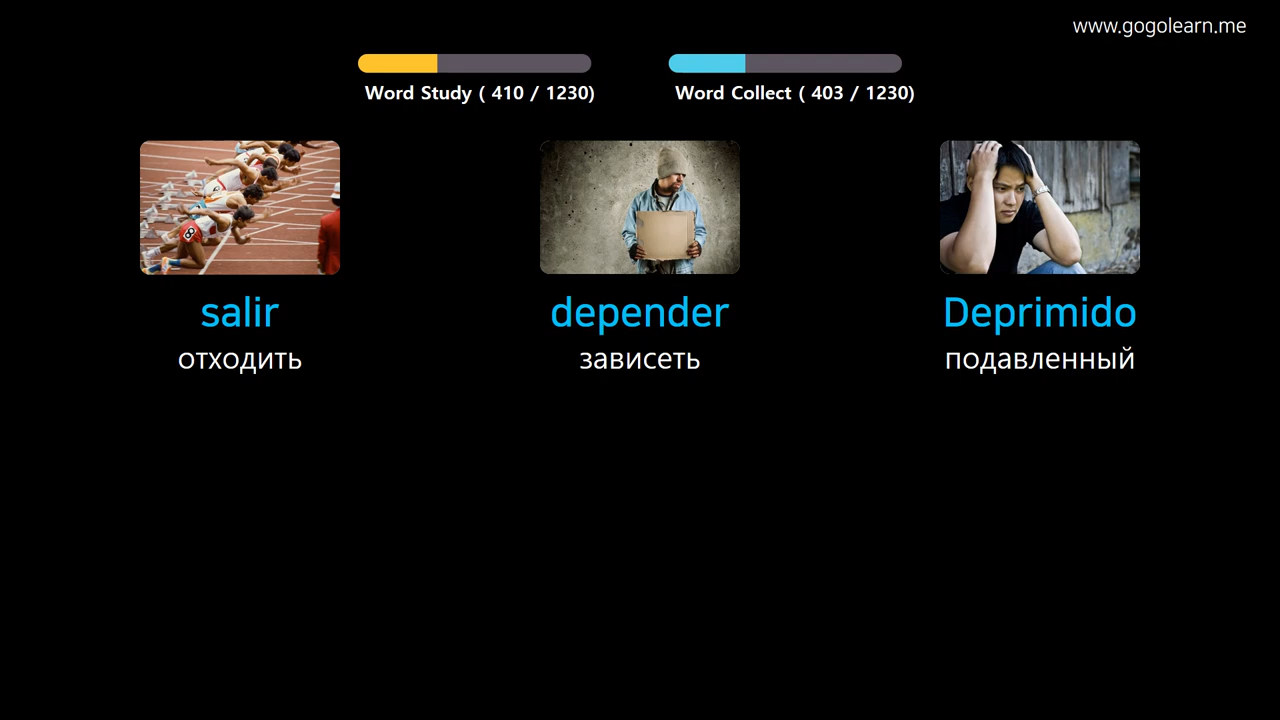 www.gogolearn.me
Word Study ( 410 / 1230)
Word Collect ( 403 / 1230)
salir
depender
Deprimido
отходить
зависеть
подавленный